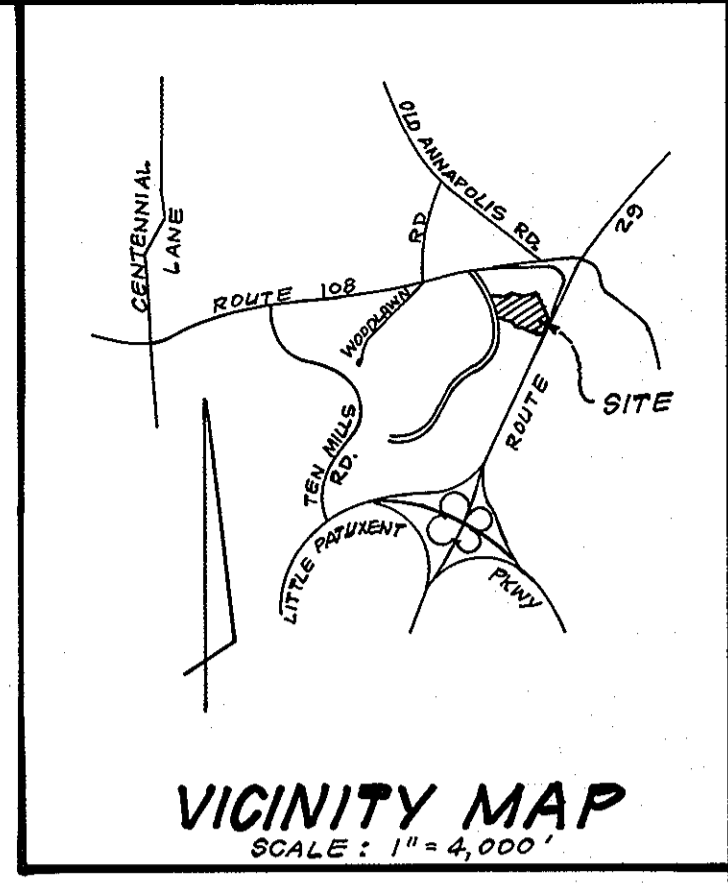 OLD ANNAPOLIS RD.
CENTENNIAL
LANE
RD
29
ROUTE 108
WOODLAWN
SITE
ROUTE
TEN MILLS
RD.
LITTLE PATUXENT
PKWY
VICINITY MAP
SCALE : 1" = 4,000'